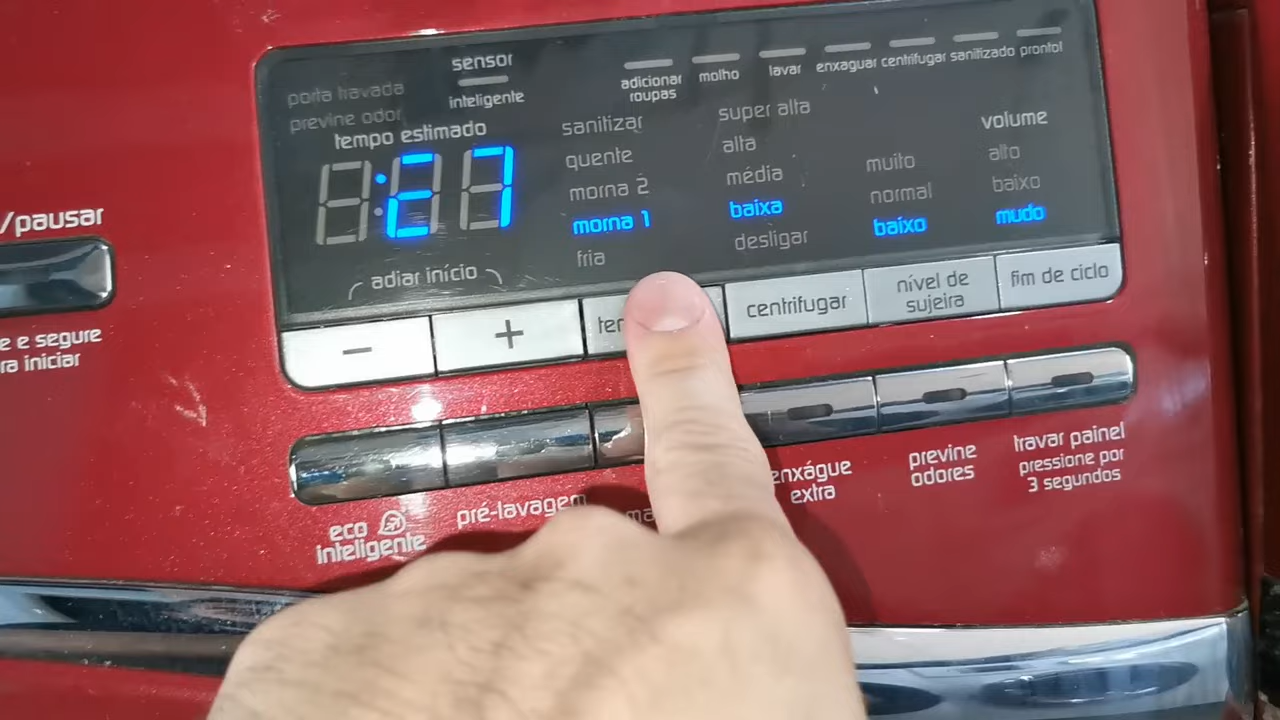 sensor
inteligente
porta travada
previne odor
tempo estimado
:27
adiar início
sanitizar
quente
morna 2
morna 1
fria
super alta
alta
média
baixa
desligar
muito
normal
baixo
volume
alto
baixo
mudo
adicionar
roupas
molho
lavar
enxaguar
centrifugar
sanitizado
pronto!
/pausar
e e segure
ra iniciar
−
+
centrifugar
nível de
sujeira
fim de ciclo
eco
inteligente
pré-lavagem
enxágue
extra
previne
odores
travar painel
pressione por
3 segundos